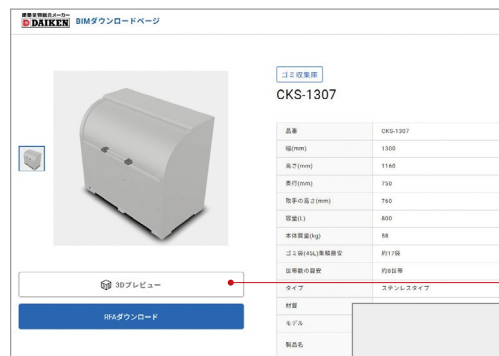 建築金物総合メーカー
DAIKEN BIMダウンロードページ
ゴミ収集庫
CKS-1307
品番 CKS-1307
幅(mm) 1300
高さ(mm) 1160
奥行(mm) 750
取手の高さ(mm) 760
容量(L) 800
本体質量(kg)
ゴミ袋(45L)集積目安 約17袋
世帯数の目安 約8世帯
3Dプレビュー
タイプ ステンレスタイプ
RFAダウンロード
材質
モデル
製品名